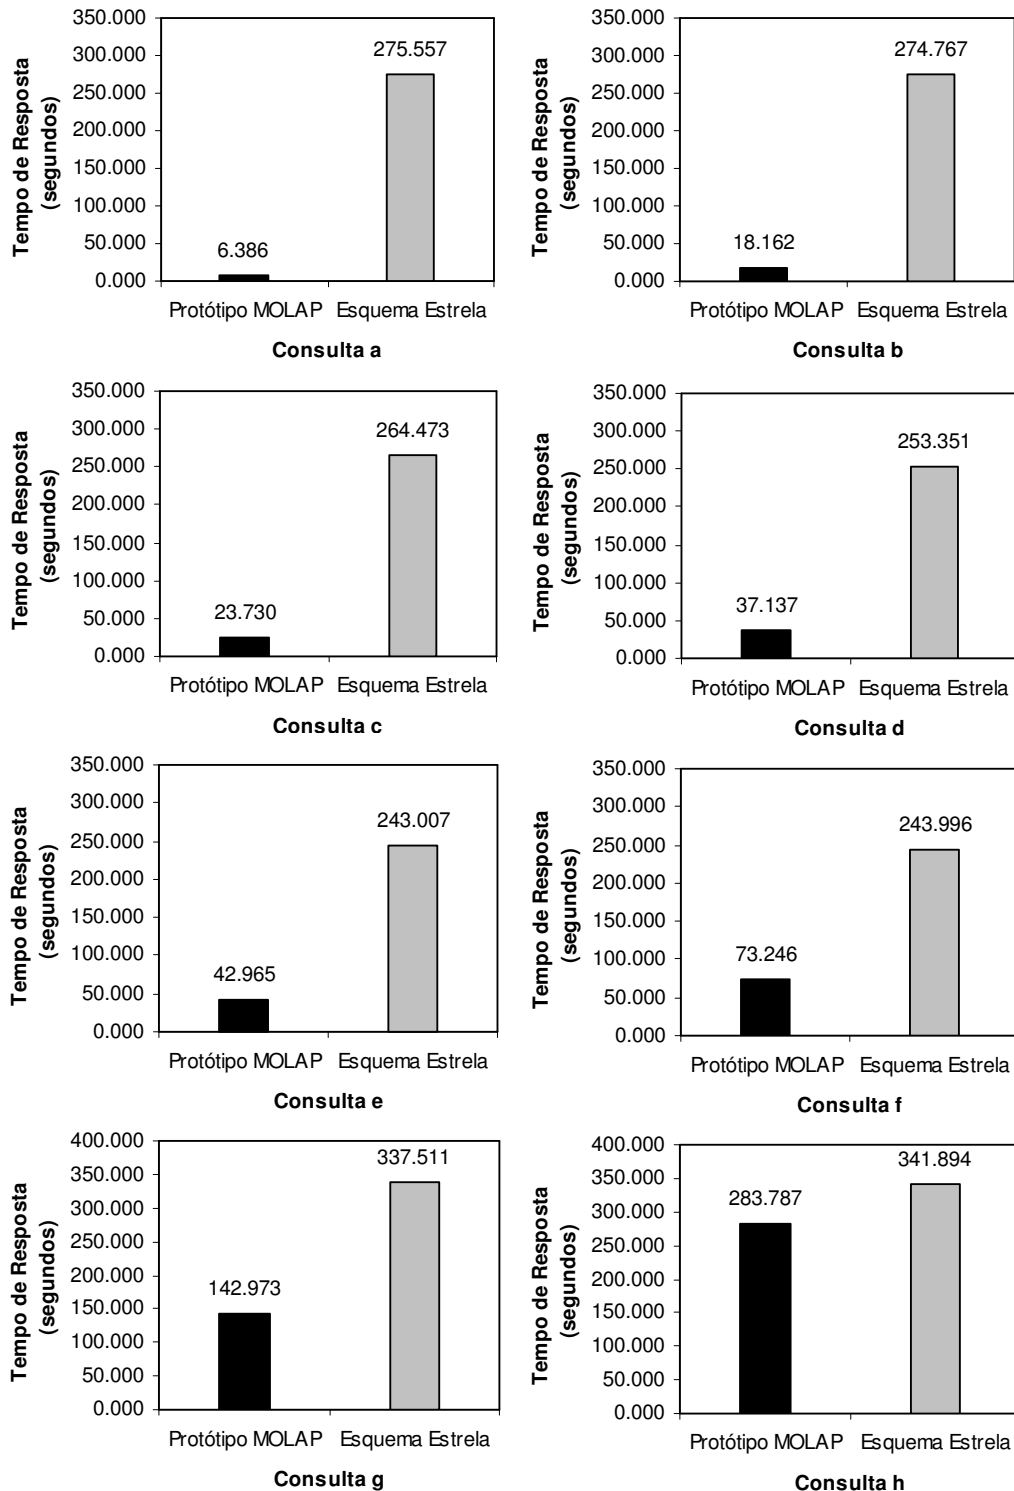 Tempo de Resposta
(segundos)
350.000
300.000
250.000
200.000
150.000
100.000
50.000
0.000
6.386
275.557
Protótipo MOLAP Esquema Estrela
Consulta a
Tempo de Resposta
(segundos)
350.000
300.000
250.000
200.000
150.000
100.000
50.000
0.000
18.162
274.767
Protótipo MOLAP Esquema Estrela
Consulta b
Tempo de Resposta
(segundos)
350.000
300.000
250.000
200.000
150.000
100.000
50.000
0.000
23.730
264.473
Protótipo MOLAP Esquema Estrela
Consulta c
Tempo de Resposta
(segundos)
350.000
300.000
250.000
200.000
150.000
100.000
50.000
0.000
37.137
253.351
Protótipo MOLAP Esquema Estrela
Consulta d
Tempo de Resposta
(segundos)
350.000
300.000
250.000
200.000
150.000
100.000
50.000
0.000
42.965
243.007
Protótipo MOLAP Esquema Estrela
Consulta e
Tempo de Resposta
(segundos)
350.000
300.000
250.000
200.000
150.000
100.000
50.000
0.000
73.246
243.996
Protótipo MOLAP Esquema Estrela
Consulta f
Tempo de Resposta
(segundos)
400.000
350.000
300.000
250.000
200.000
150.000
100.000
50.000
0.000
142.973
337.511
Protótipo MOLAP Esquema Estrela
Consulta g
Tempo de Resposta
(segundos)
400.000
350.000
300.000
250.000
200.000
150.000
100.000
50.000
0.000
283.787
341.894
Protótipo MOLAP Esquema Estrela
Consulta h